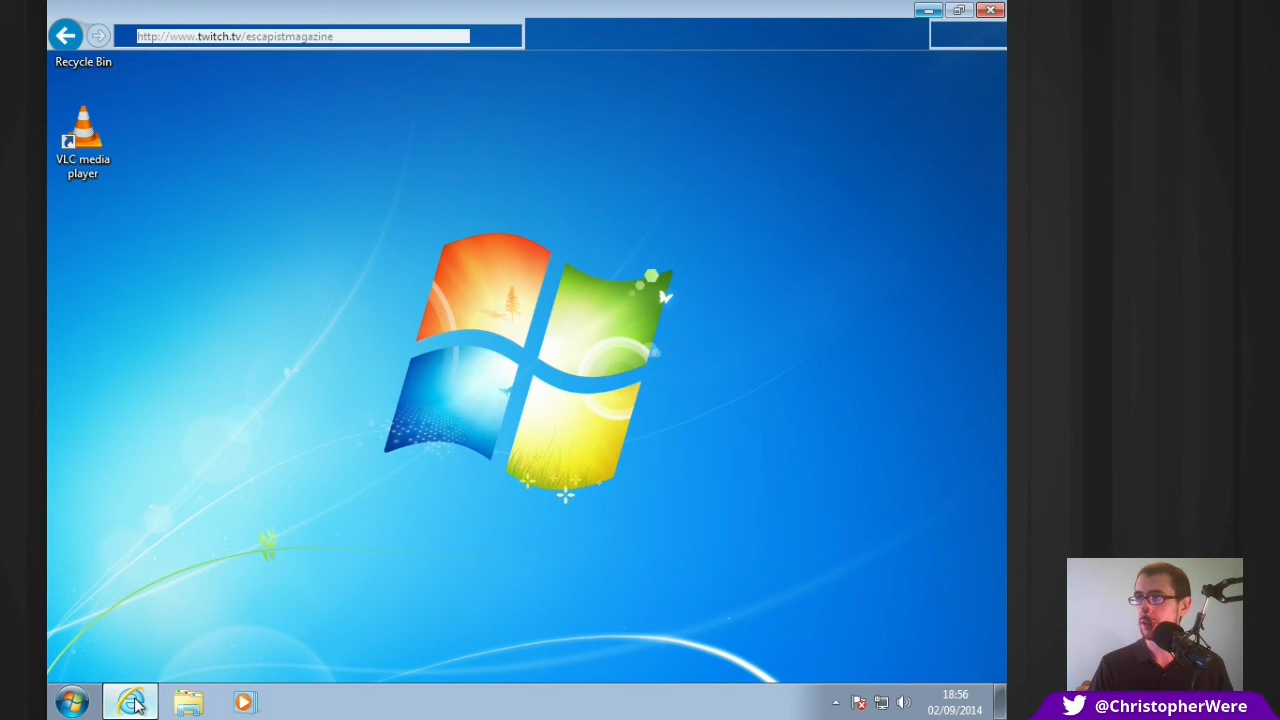 http://www.twitch.tv/escapistmagazine
Recycle Bin
VLC media
player
18:56
02/09/2014
@ChristopherWere